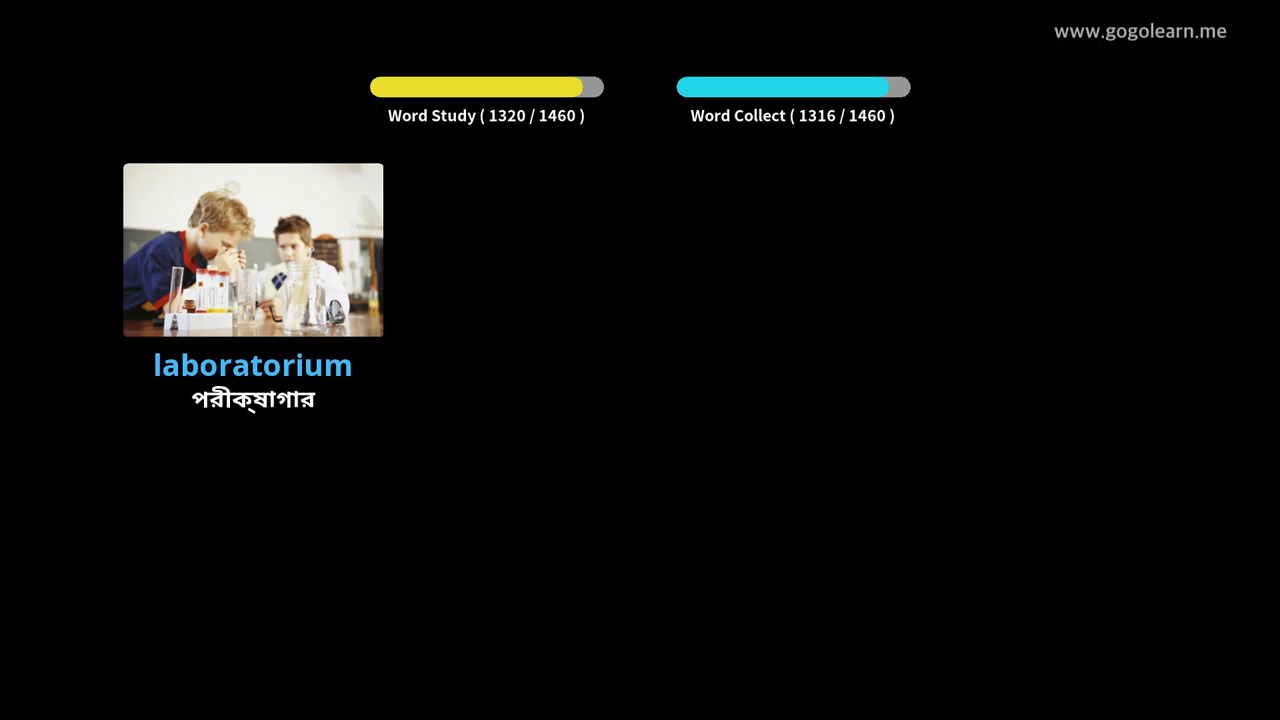 www.gogolearn.me
Word Study ( 1320 / 1460 )
Word Collect ( 1316 / 1460 )
laboratorium
পরীক্ষাগার